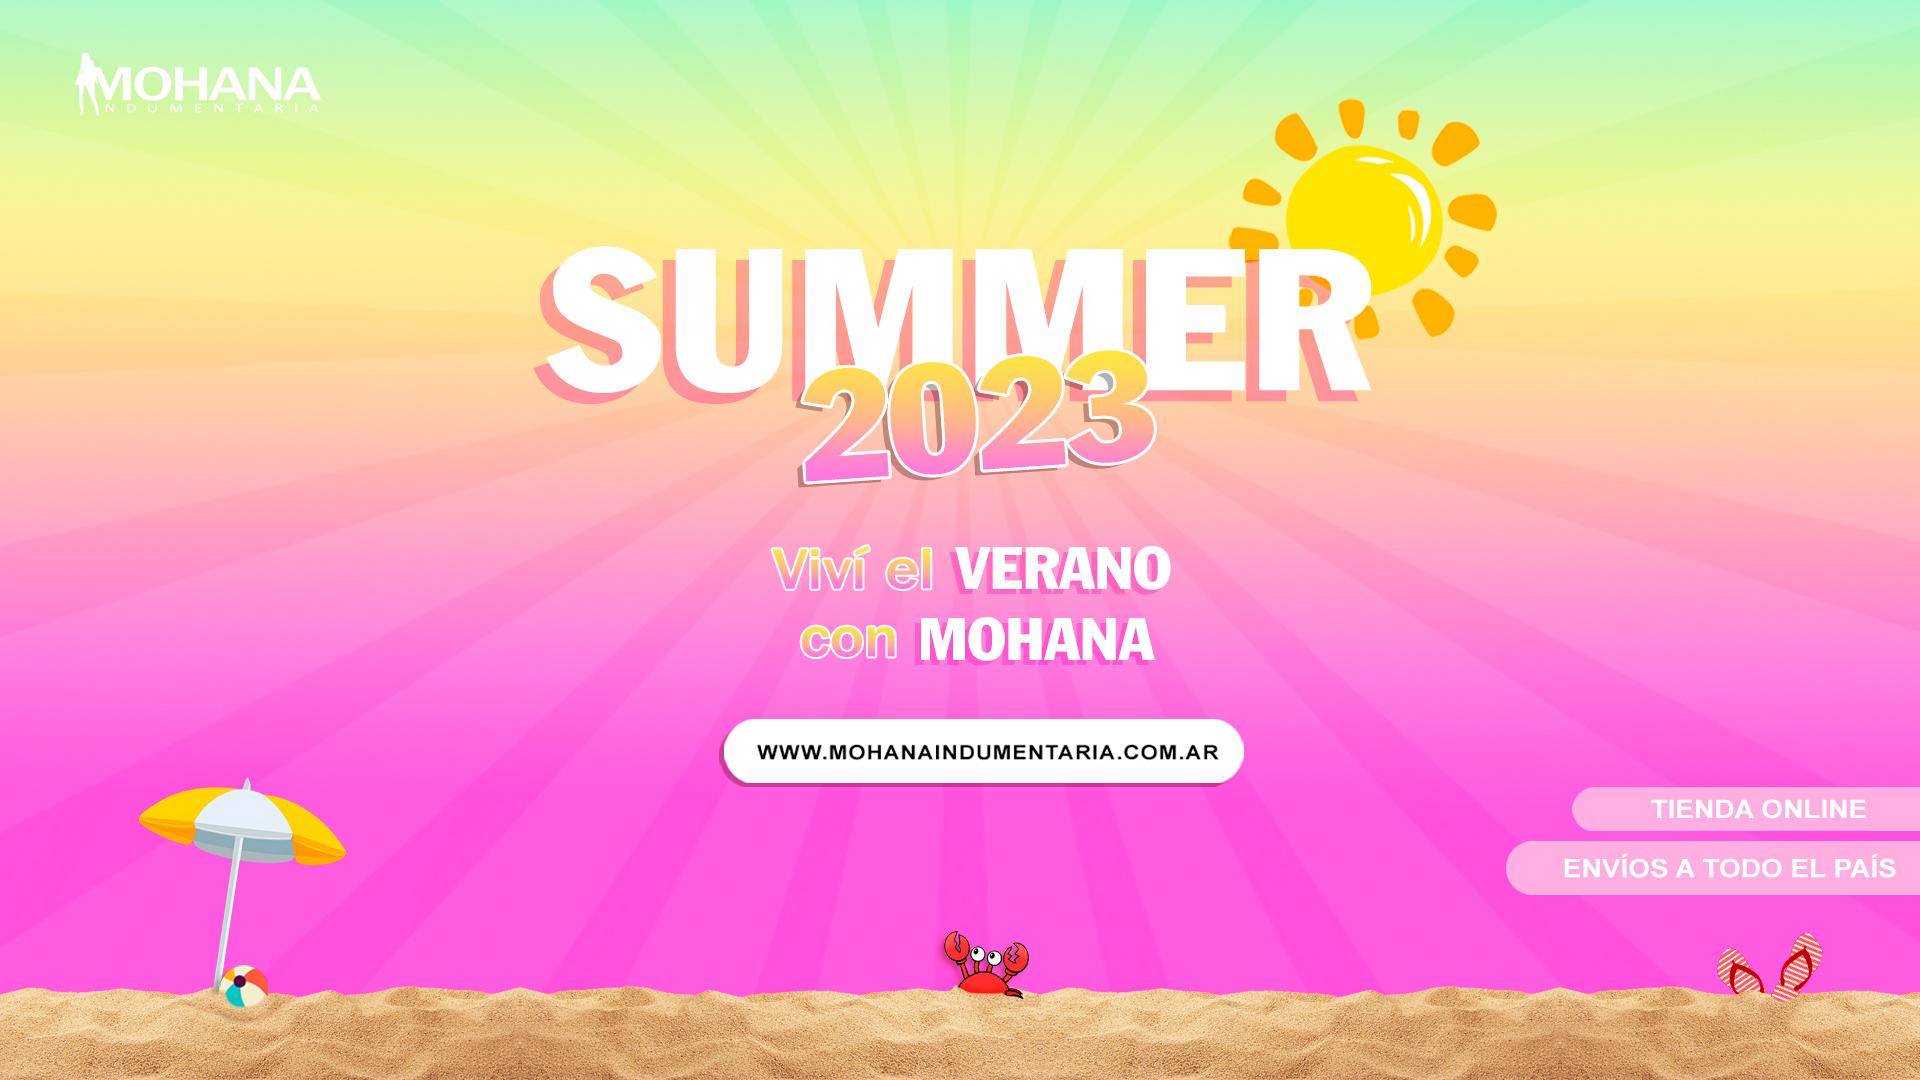 MOHANA
INDUMENTARIA
SUMMER
2023
Viví el VERANO
con MOHANA
WWW.MOHANAINDUMENTARIA.COM.AR
TIENDA ONLINE
ENVÍOS A TODO EL PAÍS